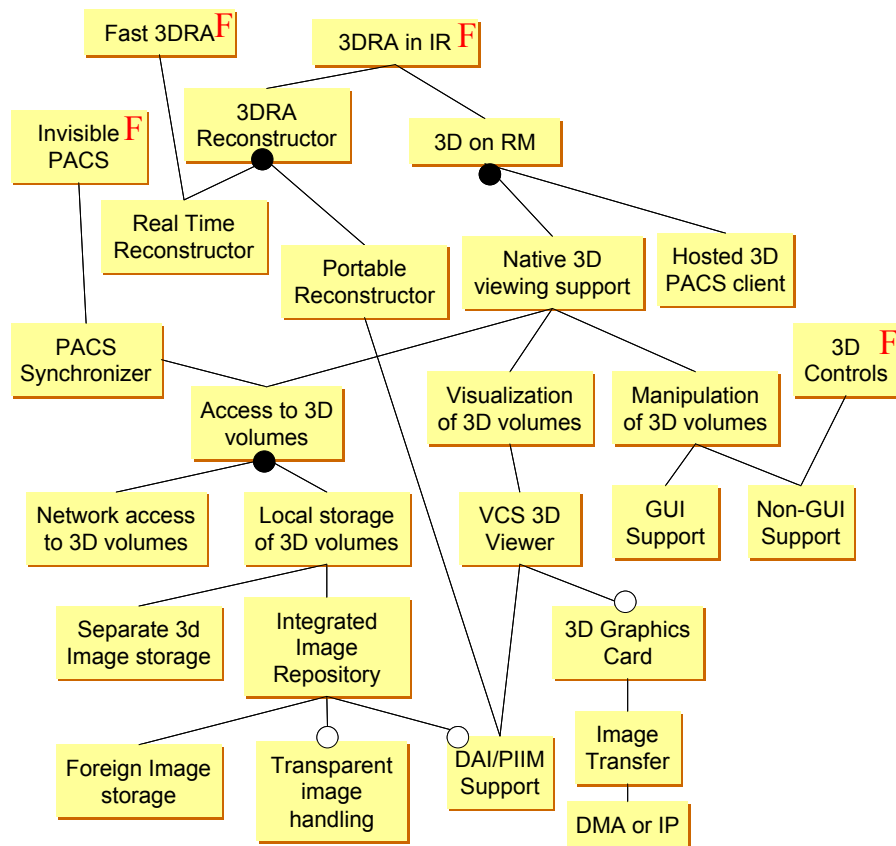 Fast 3DRA F
3DRA in IR F
3DRA
Reconstructor
Invisible F
PACS
3D on RM
Real Time
Reconstructor
Portable
Reconstructor
Native 3D
viewing support
Hosted 3D
PACS client
PACS
Synchronizer
3D F
Controls
Access to 3D
volumes
Visualization
of 3D volumes
Manipulation
of 3D volumes
Network access
to 3D volumes
Local storage
of 3D volumes
VCS 3D
Viewer
GUI
Support
Non-GUI
Support
Separate 3d
Image storage
Integrated
Image
Repository
3D Graphics
Card
Foreign Image
storage
Transparent
image
handling
DAI/PIIM
Support
Image
Transfer
DMA or IP